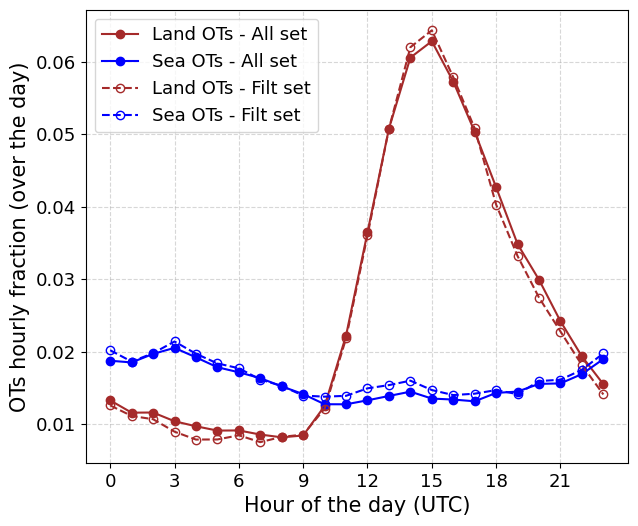 Land OTs - All set
Sea OTs - All set
Land OTs - Filt set
Sea OTs - Filt set
OTs hourly fraction (over the day)
0.06
0.05
0.04
0.03
0.02
0.01
0 3 6 9 12 15 18 21
Hour of the day (UTC)